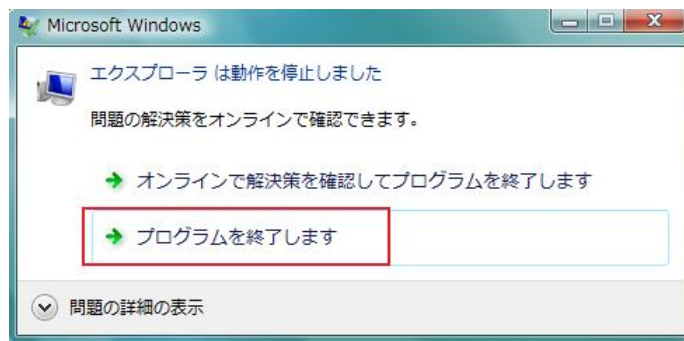 Microsoft Windows
エクスプローラ は動作を停止しました
問題の解決策をオンラインで確認できます。
オンラインで解決策を確認してプログラムを終了します
プログラムを終了します
問題の詳細の表示